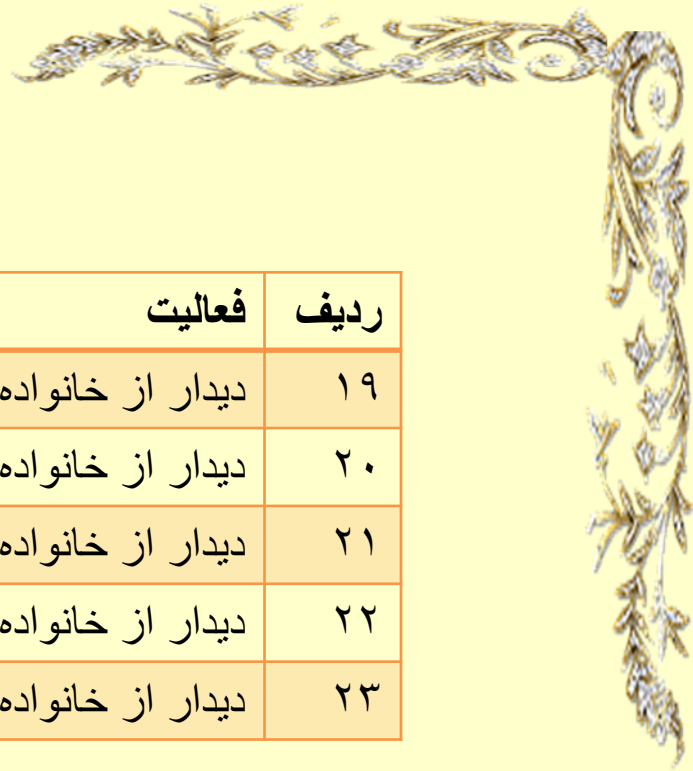 ردیف فعالیت
۱۹ دیدار از خانواده
۲۰ دیدار از خانواده
۲۱ دیدار از خانواده
۲۲ دیدار از خانواده
۲۳ دیدار از خانواده